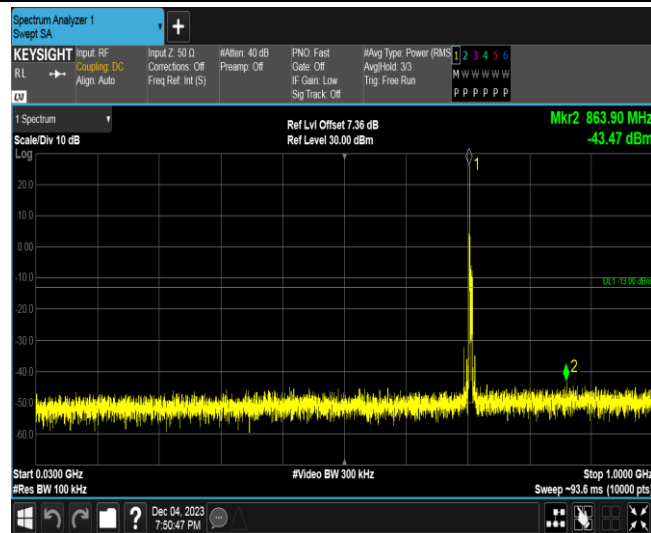 Spectrum Analyzer 1
Swept SA
+
KEYSIGHT
RL
LXI
Input: RF
Coupling: DC
Align: Auto
Input Z: 50 Ω
Corrections: Off
Freq Ref: Int (S)
#Atten: 40 dB
Preamp: Off
PNO: Fast
Gate: Off
IF Gain: Low
Sig Track: Off
#Avg Type: Power (RMS
Avg|Hold: 3/3
Trig: Free Run
1 2 3 4 5 6
M W W W W W
P P P P P P
1 Spectrum
Scale/Div 10 dB
Ref Lvl Offset 7.36 dB
Ref Level 30.00 dBm
Mkr2 863.90 MHz
-43.47 dBm
Log
1
20.0
10.0
0.00
-10.0
DL1 -13.00 dBm
-20.0
-30.0
-40.0
2
-50.0
-60.0
Start 0.0300 GHz
#Res BW 100 kHz
#Video BW 300 kHz
Stop 1.0000 GHz
Sweep ~93.6 ms (10000 pts)
?
Dec 04, 2023
7:50:47 PM